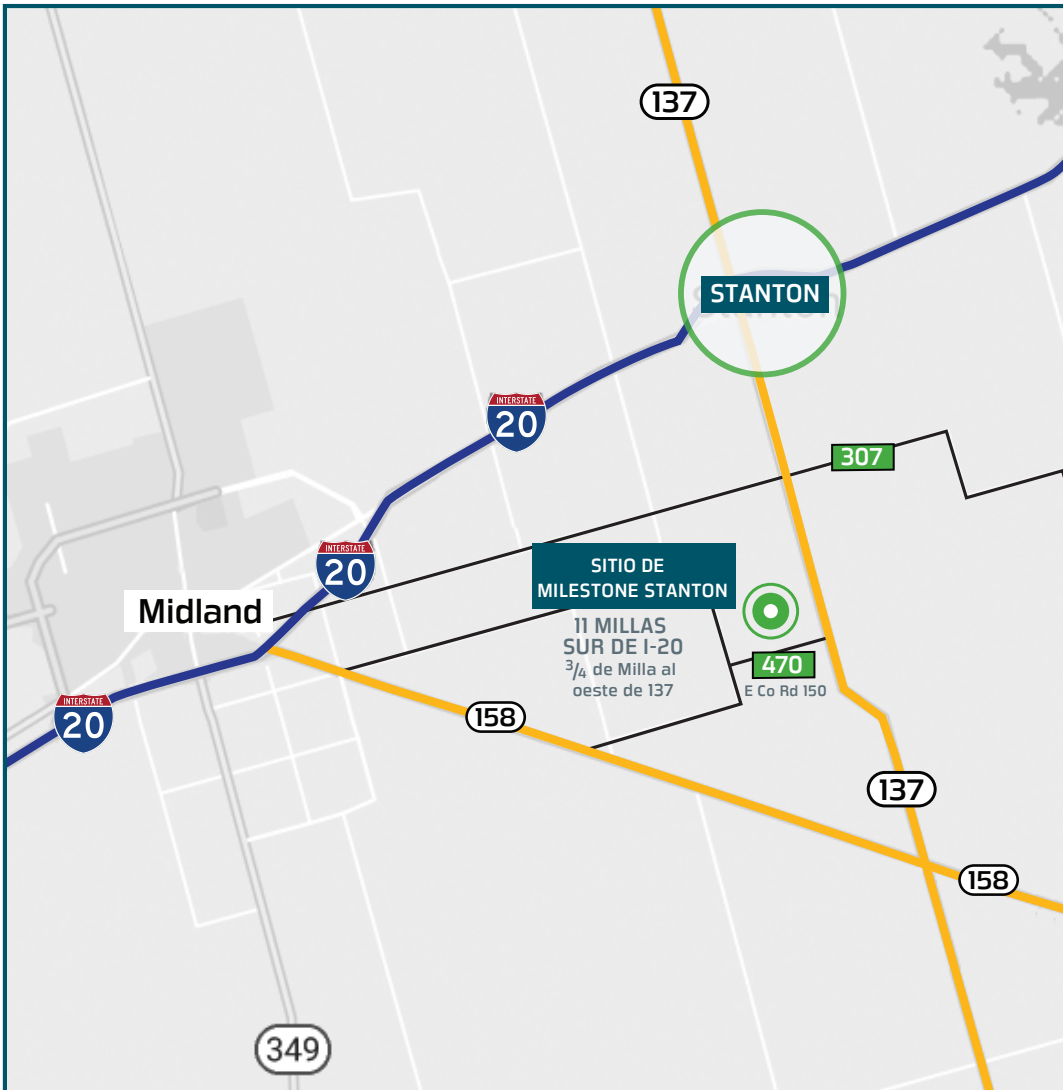 137
STANTON
Stanton
INTERSTATE
20
307
INTERSTATE
20
SITIO DE
MILESTONE STANTON
Midland
11 MILLAS
SUR DE I-20
3/4 de Milla al
oeste de 137
470
E Co Rd 150
INTERSTATE
20
158
137
158
349